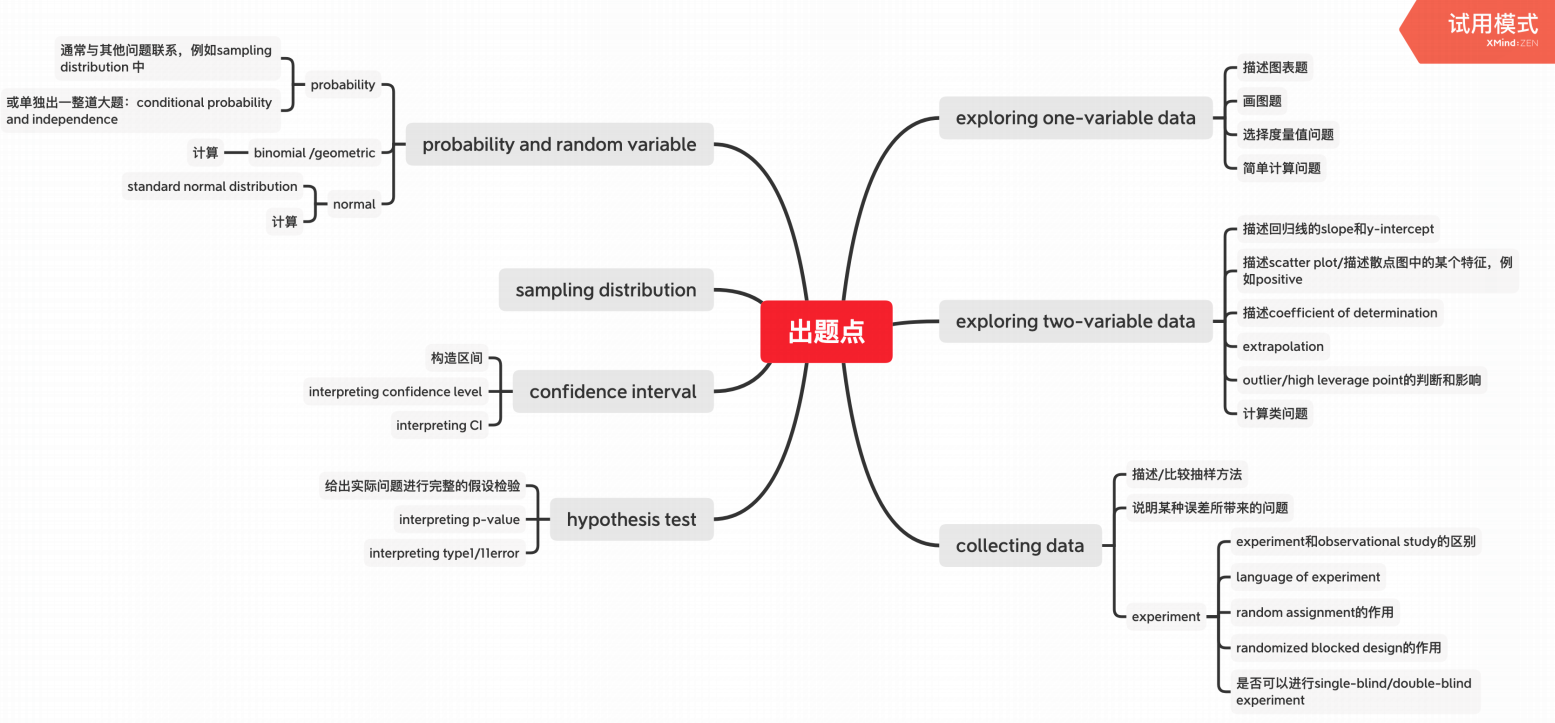 试用模式
XMind:ZEN
出题点
exploring one-variable data
描述图表题
画图题
选择度量值问题
简单计算问题
exploring two-variable data
描述回归线的slope和y-intercept
描述scatter plot/描述散点图中的某个特征，例
如positive
描述coefficient of determination
extrapolation
outlier/high leverage point的判断和影响
计算类问题
collecting data
描述/比较抽样方法
说明某种误差所带来的问题
experiment
experiment和observational study的区别
language of experiment
random assignment的作用
randomized blocked design的作用
是否可以进行single-blind/double-blind
experiment
probability and random variable
probability
通常与其他问题联系，例如sampling
distribution 中
或单独出一整道大题：conditional probability
and independence
binomial /geometric
计算
normal
standard normal distribution
计算
sampling distribution
confidence interval
构造区间
interpreting confidence level
interpreting CI
hypothesis test
给出实际问题进行完整的假设检验
interpreting p-value
interpreting type1/11error